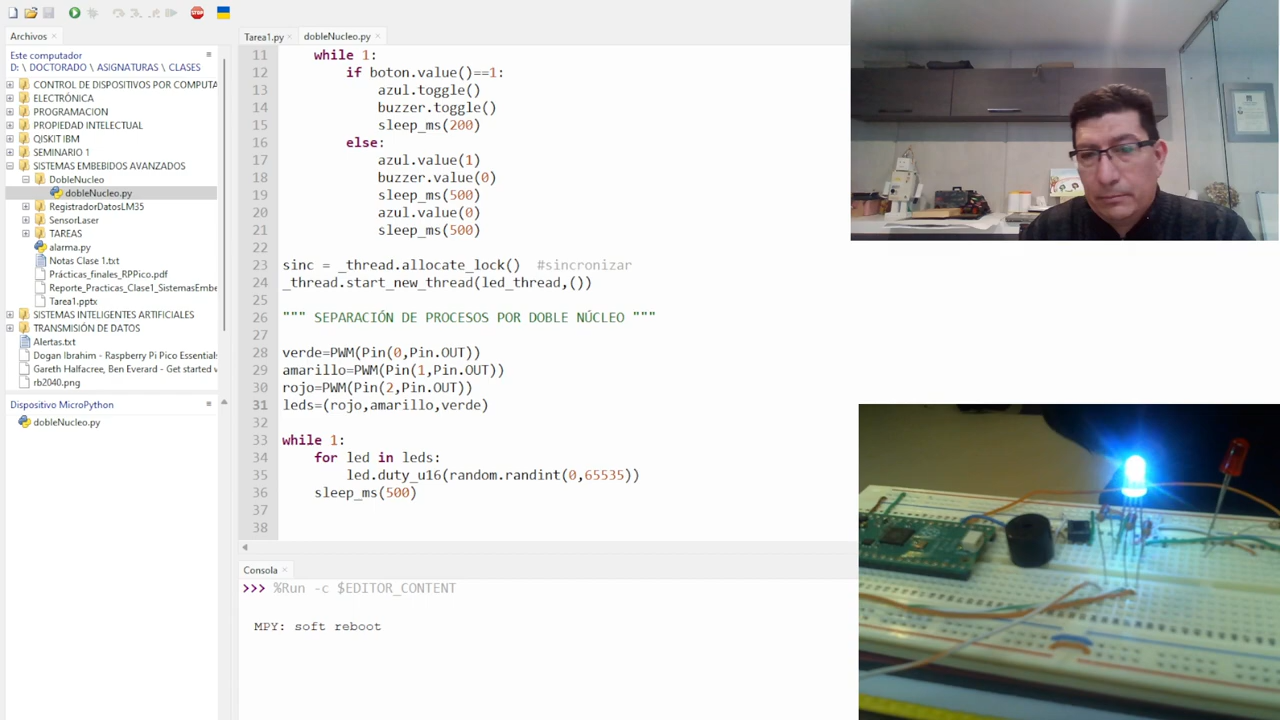 STOP
Archivos
Este computador
D: \ DOCTORADO \ ASIGNATURAS \ CLASES
CONTROL DE DISPOSITIVOS POR COMPUTA
ELECTRÓNICA
PROGRAMACION
PROPIEDAD INTELECTUAL
QISKIT IBM
SEMINARIO 1
SISTEMAS EMBEBIDOS AVANZADOS
DobleNucleo
dobleNucleo.py
RegistradorDatosLM35
SensorLaser
TAREAS
alarma.py
Notas Clase 1.txt
Prácticas_finales_RPPico.pdf
Reporte_Practicas_Clase1_SistemasEmbe
Tarea1.pptx
SISTEMAS INTELIGENTES ARTIFICIALES
TRANSMISIÓN DE DATOS
Alertas.txt
Dogan Ibrahim - Raspberry Pi Pico Essential
Gareth Halfacree, Ben Everard - Get started w
rb2040.png
Dispositivo MicroPython
dobleNucleo.py
Tarea1.py dobleNucleo.py
11 while 1:
12 if boton.value()==1:
13 azul.toggle()
14 buzzer.toggle()
15 sleep_ms(200)
16 else:
17 azul.value(1)
18 buzzer.value(0)
19 sleep_ms(500)
20 azul.value(0)
21 sleep_ms(500)
22
23 sinc = _thread.allocate_lock() #sincronizar
24 _thread.start_new_thread(led_thread,())
25
26 """ SEPARACIÓN DE PROCESOS POR DOBLE NÚCLEO """
27
28 verde=PWM(Pin(0,Pin.OUT))
29 amarillo=PWM(Pin(1,Pin.OUT))
30 rojo=PWM(Pin(2,Pin.OUT))
31 leds=(rojo,amarillo,verde)
32
33 while 1:
34 for led in leds:
35 led.duty_u16(random.randint(0,65535))
36 sleep_ms(500)
37
38
Consola
>>> %Run -c $EDITOR_CONTENT
MPY: soft reboot